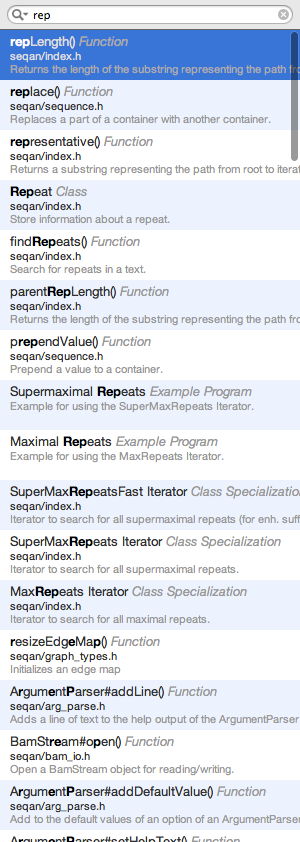 rep
repLength() Function
seqan/index.h
Returns the length of the substring representing the path fro
replace() Function
seqan/sequence.h
Replaces a part of a container with another container.
representative() Function
seqan/index.h
Returns a substring representing the path from root to iterat
Repeat Class
seqan/index.h
Store information about a repeat.
findRepeats() Function
seqan/index.h
Search for repeats in a text.
parentRepLength() Function
seqan/index.h
Returns the length of the substring representing the path fro
prependValue() Function
seqan/sequence.h
Prepend a value to a container.
Supermaximal Repeats Example Program
Example for using the SuperMaxRepeats Iterator.
Maximal Repeats Example Program
Example for using the MaxRepeats Iterator.
SuperMaxRepeatsFast Iterator Class Specializatio
seqan/index.h
Iterator to search for all supermaximal repeats (for enh. suff
SuperMaxRepeats Iterator Class Specialization
seqan/index.h
Iterator to search for all supermaximal repeats.
MaxRepeats Iterator Class Specialization
seqan/index.h
Iterator to search for all maximal repeats.
resizeEdgeMap() Function
seqan/graph_types.h
Initializes an edge map
ArgumentParser#addLine() Function
seqan/arg_parse.h
Adds a line of text to the help output of the ArgumentParser
BamStream#open() Function
seqan/bam_io.h
Open a BamStream object for reading/writing.
ArgumentParser#addDefaultValue() Function
seqan/arg_parse.h
Add to the default values of an option of an ArgumentParser
ArgumentParser#setHelpText() Function